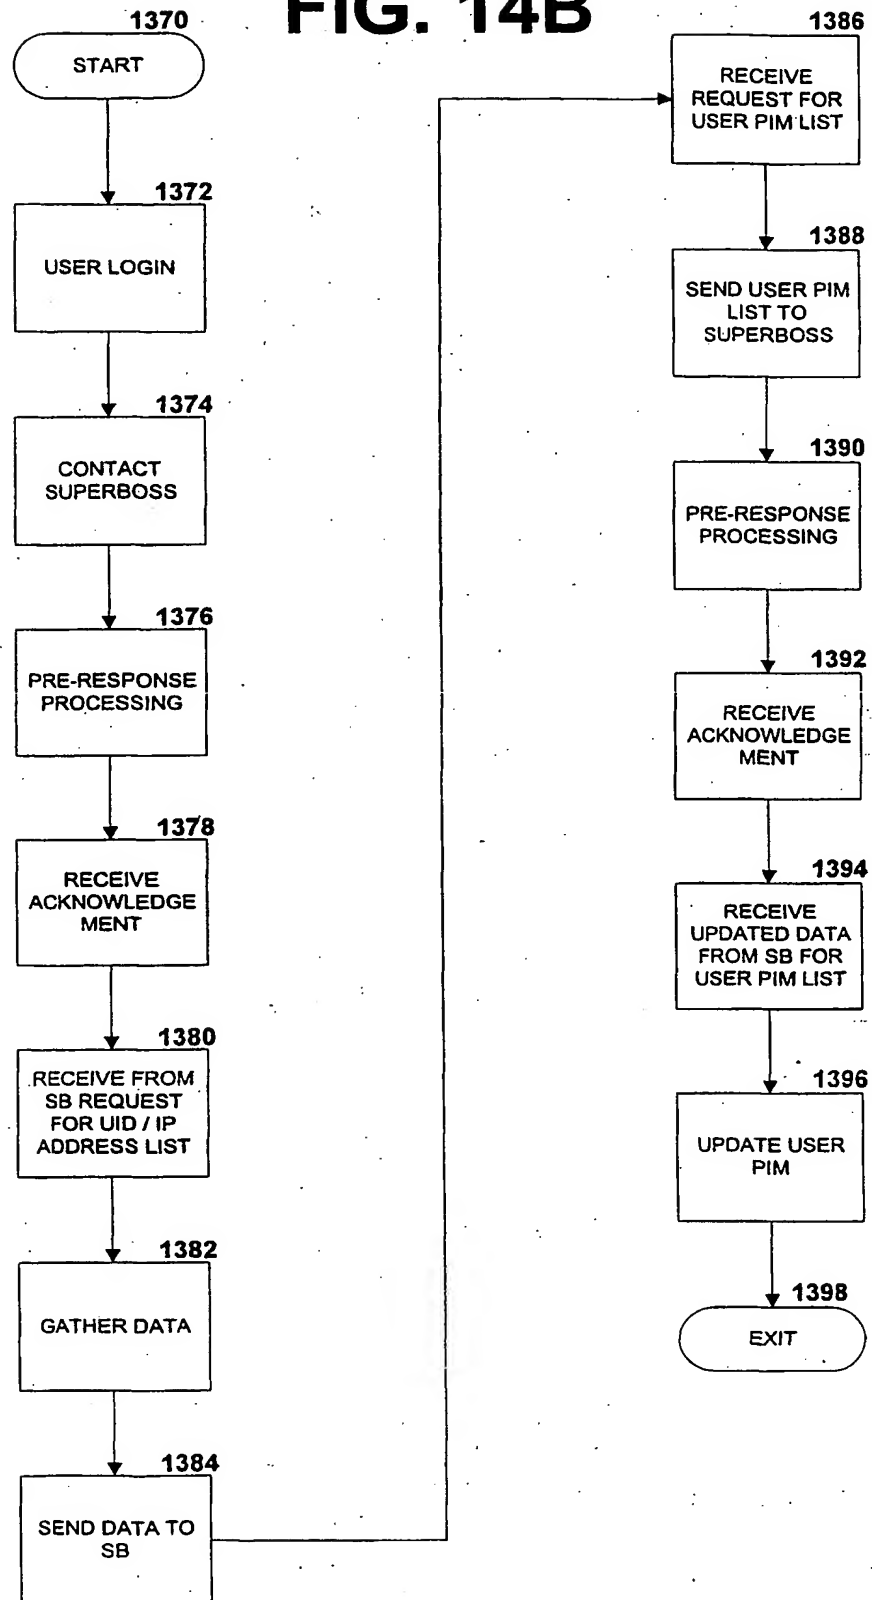 FIG. 14B
1370
START
1372
USER LOGIN
1374
CONTACT
SUPERBOSS
1376
PRE-RESPONSE
PROCESSING
1378
RECEIVE
ACKNOWLEDGE
MENT
1380
RECEIVE FROM
SB REQUEST
FOR UID / IP
ADDRESS LIST
1382
GATHER DATA
1384
SEND DATA TO
SB
1386
RECEIVE
REQUEST FOR
USER PIM LIST
1388
SEND USER PIM
LIST TO
SUPERBOSS
1390
PRE-RESPONSE
PROCESSING
1392
RECEIVE
ACKNOWLEDGE
MENT
1394
RECEIVE
UPDATED DATA
FROM SB FOR
USER PIM LIST
1396
UPDATE USER
PIM
1398
EXIT